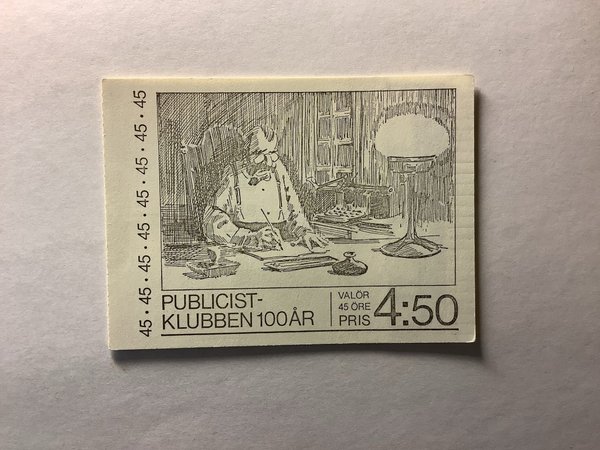 45 • 45 • 45 • 45 • 45 • 45 • 45 • 45
PUBLICIST-
KLUBBEN 100 ÅR
VALÖR
45 ÖRE
PRIS 4:50